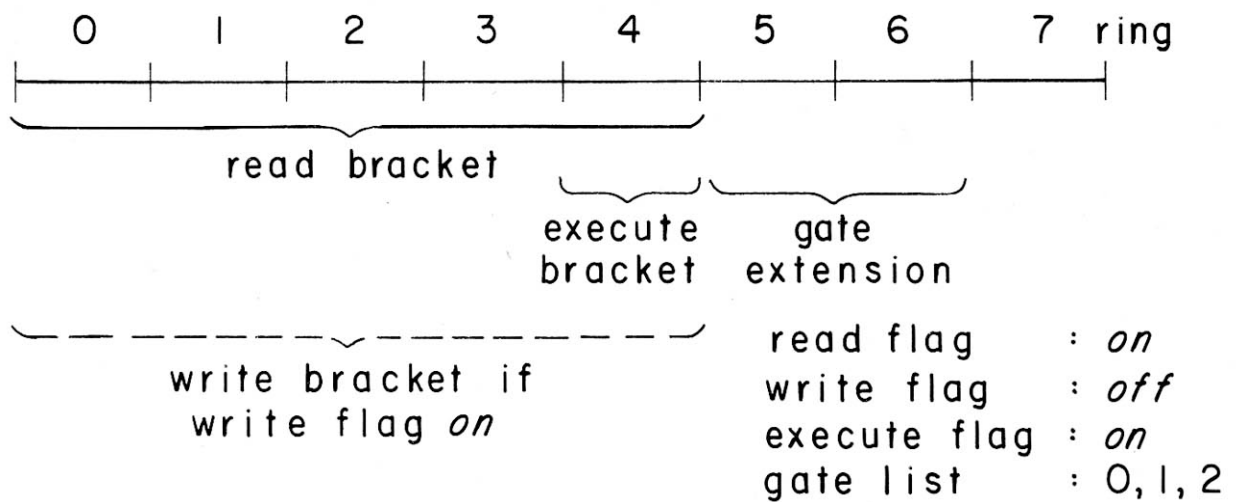 0 1 2 3 4 5 6 7 ring
read bracket
execute bracket
gate extension
write bracket if
write flag on
read flag : on
write flag : off
execute flag : on
gate list : 0, 1, 2